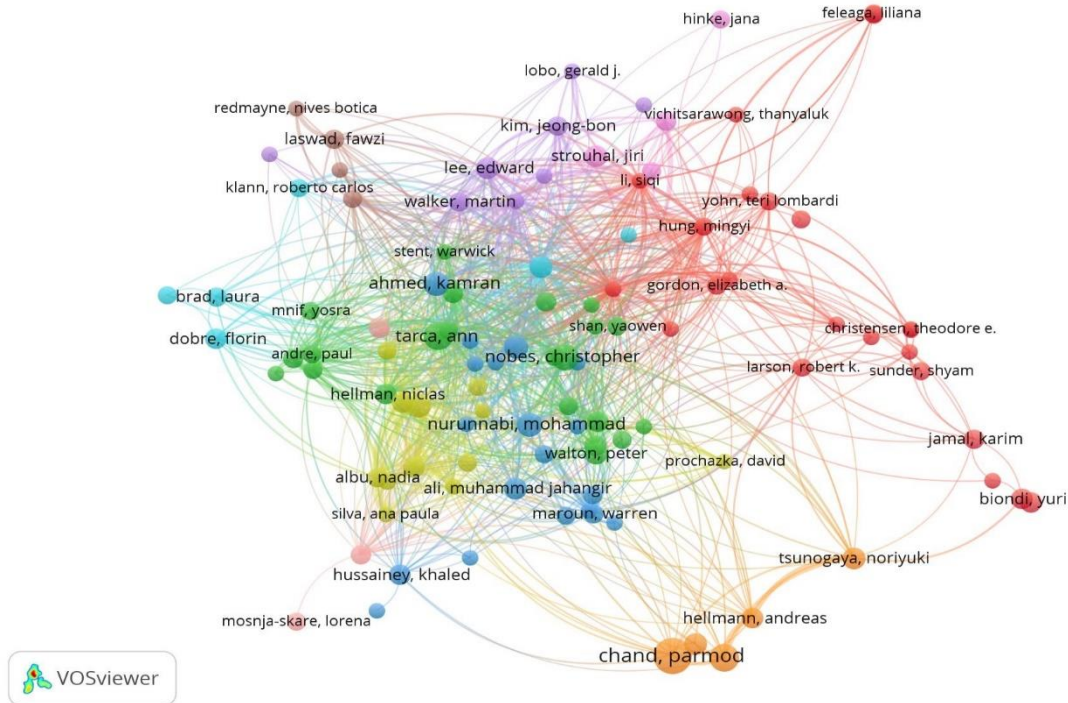 feleaga, liliana
hinke, jana
lobo, gerald j.
redmayne, nives botica
vichitsarawong, thanyaluk
kim, jeong-bon
laswad, fawzi
strouhal, jiri
lee, edward
li, siqi
klann, roberto carlos
yohn, teri lombardi
walker, martin
hung, mingyi
stent, warwick
ahmed, kamran
gordon, elizabeth a.
brad, laura
mnif, yosra
shan, yaowen
christensen, theodore e.
tarca, ann
dobre, florin
andre, paul
nobes, christopher
larson, robert k.
sunder, shyam
hellman, niclas
nurunnabi, mohammad
jamal, karim
walton, peter
prochazka, david
albu, nadia
ali, muhammad jahangir
biondi, yuri
silva, ana paula
maroun, warren
tsunogaya, noriyuki
hussainey, khaled
mosnja-skare, lorena
hellmann, andreas
chand, parmod
VOSviewer